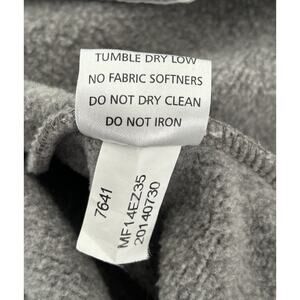 TUMBLE DRY LOW
NO FABRIC SOFTNERS
DO NOT DRY CLEAN
DO NOT IRON
7641
MF14EZ35
20140730